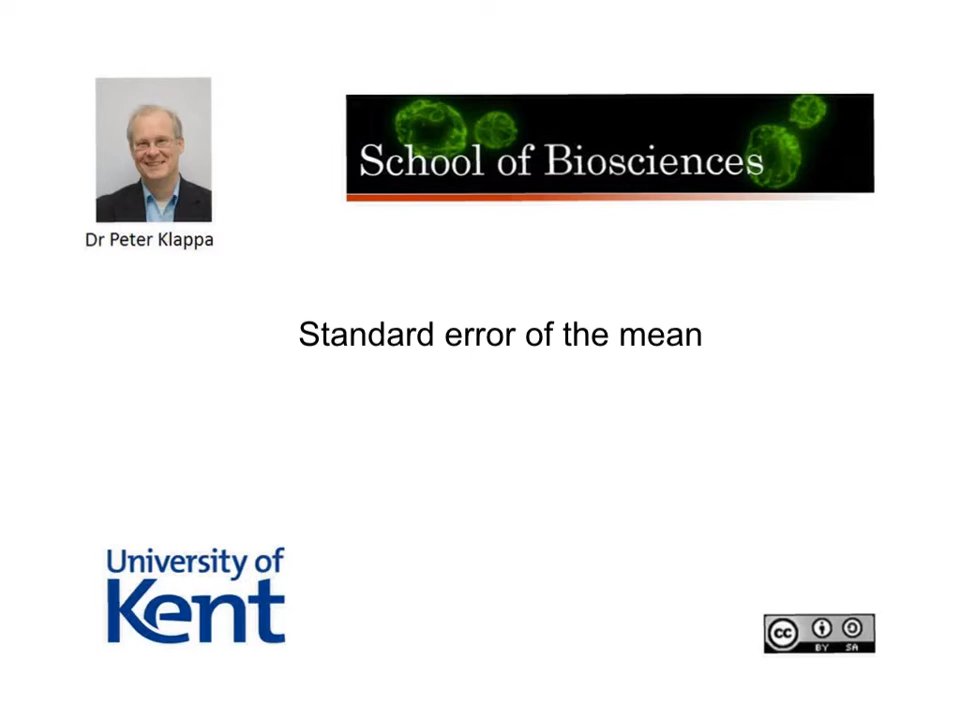 School of Biosciences
Dr Peter Klappa
Standard error of the mean
University of
Kent
cc
BY SA